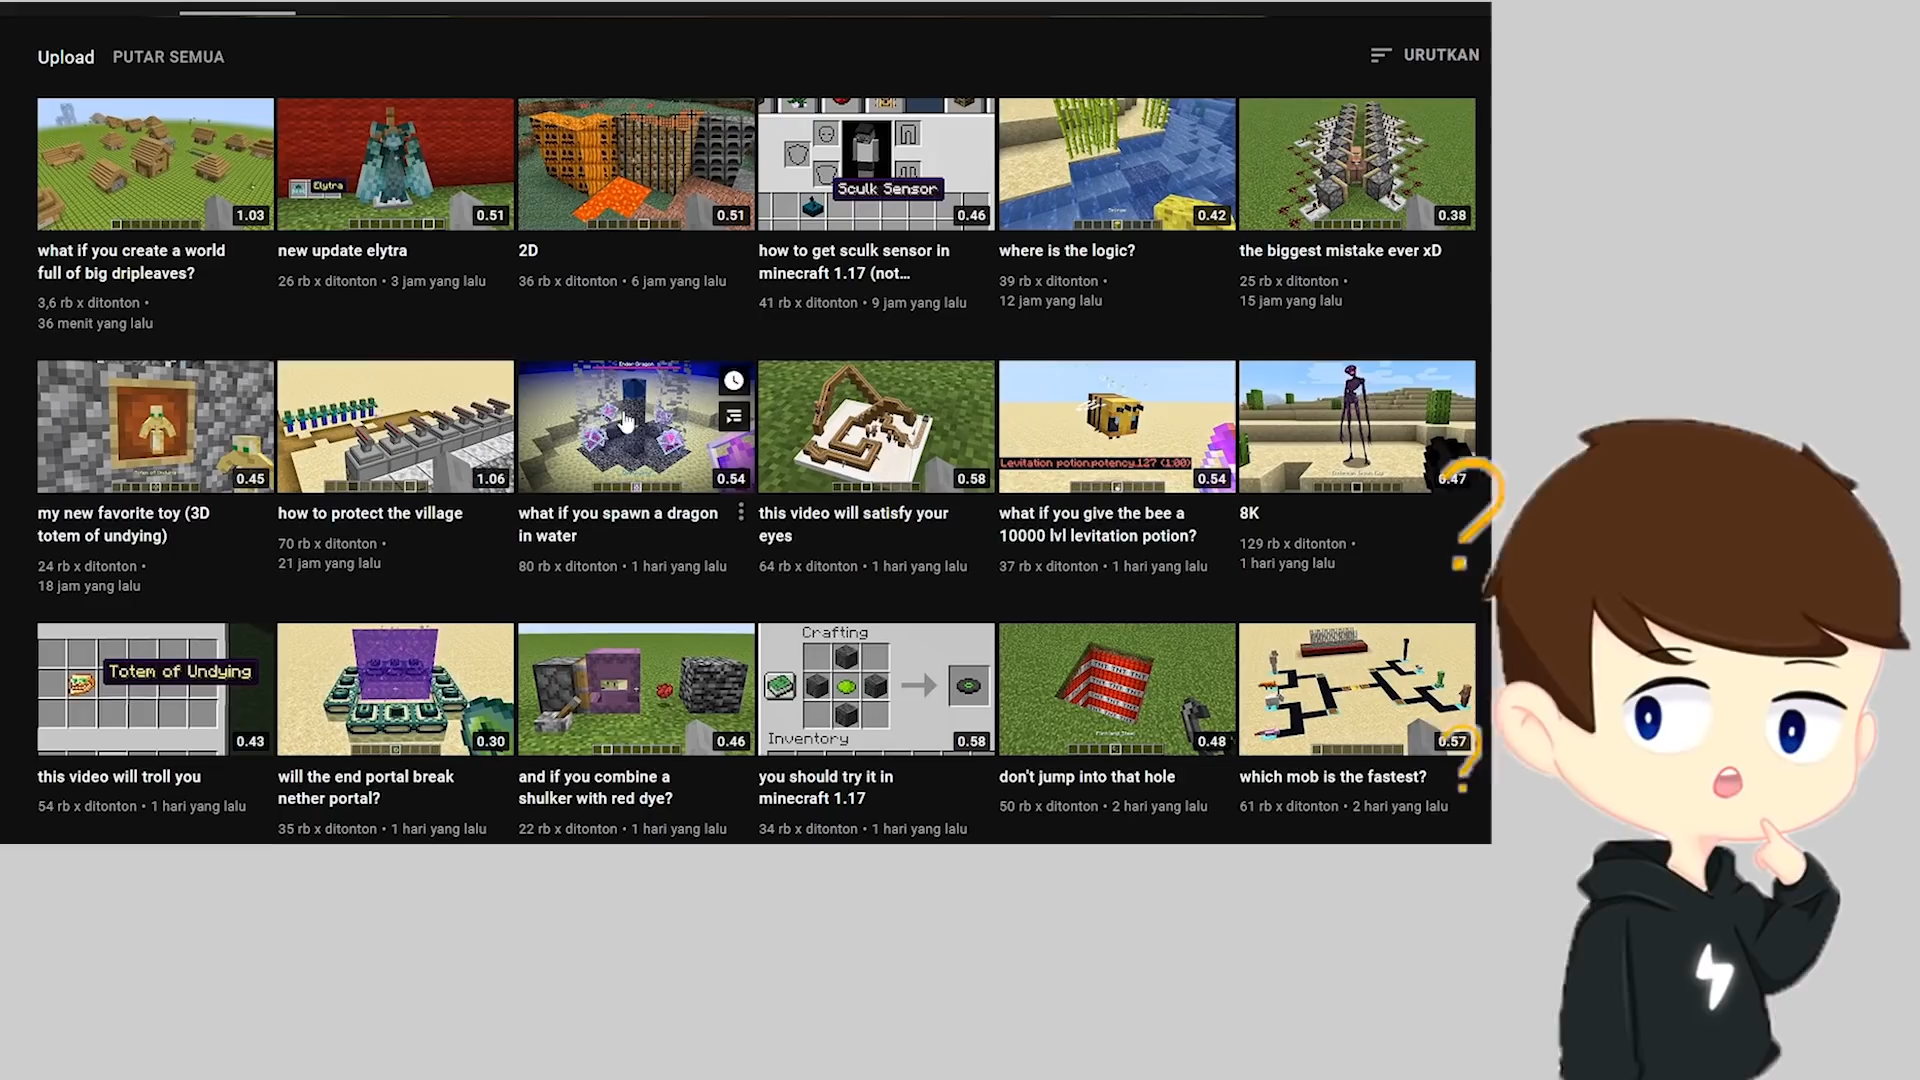 Upload PUTAR SEMUA URUTKAN
Elytra
Sculk Sensor
1.03 0.51 0.51 0.46 0.42 0.38
what if you create a world
full of big dripleaves?
3,6 rb x ditonton •
36 menit yang lalu
new update elytra
26 rb x ditonton • 3 jam yang lalu
2D
36 rb x ditonton • 6 jam yang lalu
how to get sculk sensor in
minecraft 1.17 (not...
41 rb x ditonton • 9 jam yang lalu
where is the logic?
39 rb x ditonton •
12 jam yang lalu
the biggest mistake ever xD
25 rb x ditonton •
15 jam yang lalu
Ender Dragon
Totem of Undying
Levitation potion potency 127 (1:00)
0.45 1.06 0.54 0.58 0.54 0.47
my new favorite toy (3D
totem of undying)
24 rb x ditonton •
18 jam yang lalu
how to protect the village
70 rb x ditonton •
21 jam yang lalu
what if you spawn a dragon
in water
80 rb x ditonton • 1 hari yang lalu
this video will satisfy your
eyes
64 rb x ditonton • 1 hari yang lalu
what if you give the bee a
10000 lvl levitation potion?
37 rb x ditonton • 1 hari yang lalu
8K
129 rb x ditonton •
1 hari yang lalu
? 
Totem of Undying
Crafting
Inventory
TNT TNT
0.43 0.30 0.46 0.58 0.48 0.57
this video will troll you
54 rb x ditonton • 1 hari yang lalu
will the end portal break
nether portal?
35 rb x ditonton • 1 hari yang lalu
and if you combine a
shulker with red dye?
22 rb x ditonton • 1 hari yang lalu
you should try it in
minecraft 1.17
34 rb x ditonton • 1 hari yang lalu
don't jump into that hole
50 rb x ditonton • 2 hari yang lalu
which mob is the fastest?
61 rb x ditonton • 2 hari yang lalu
?